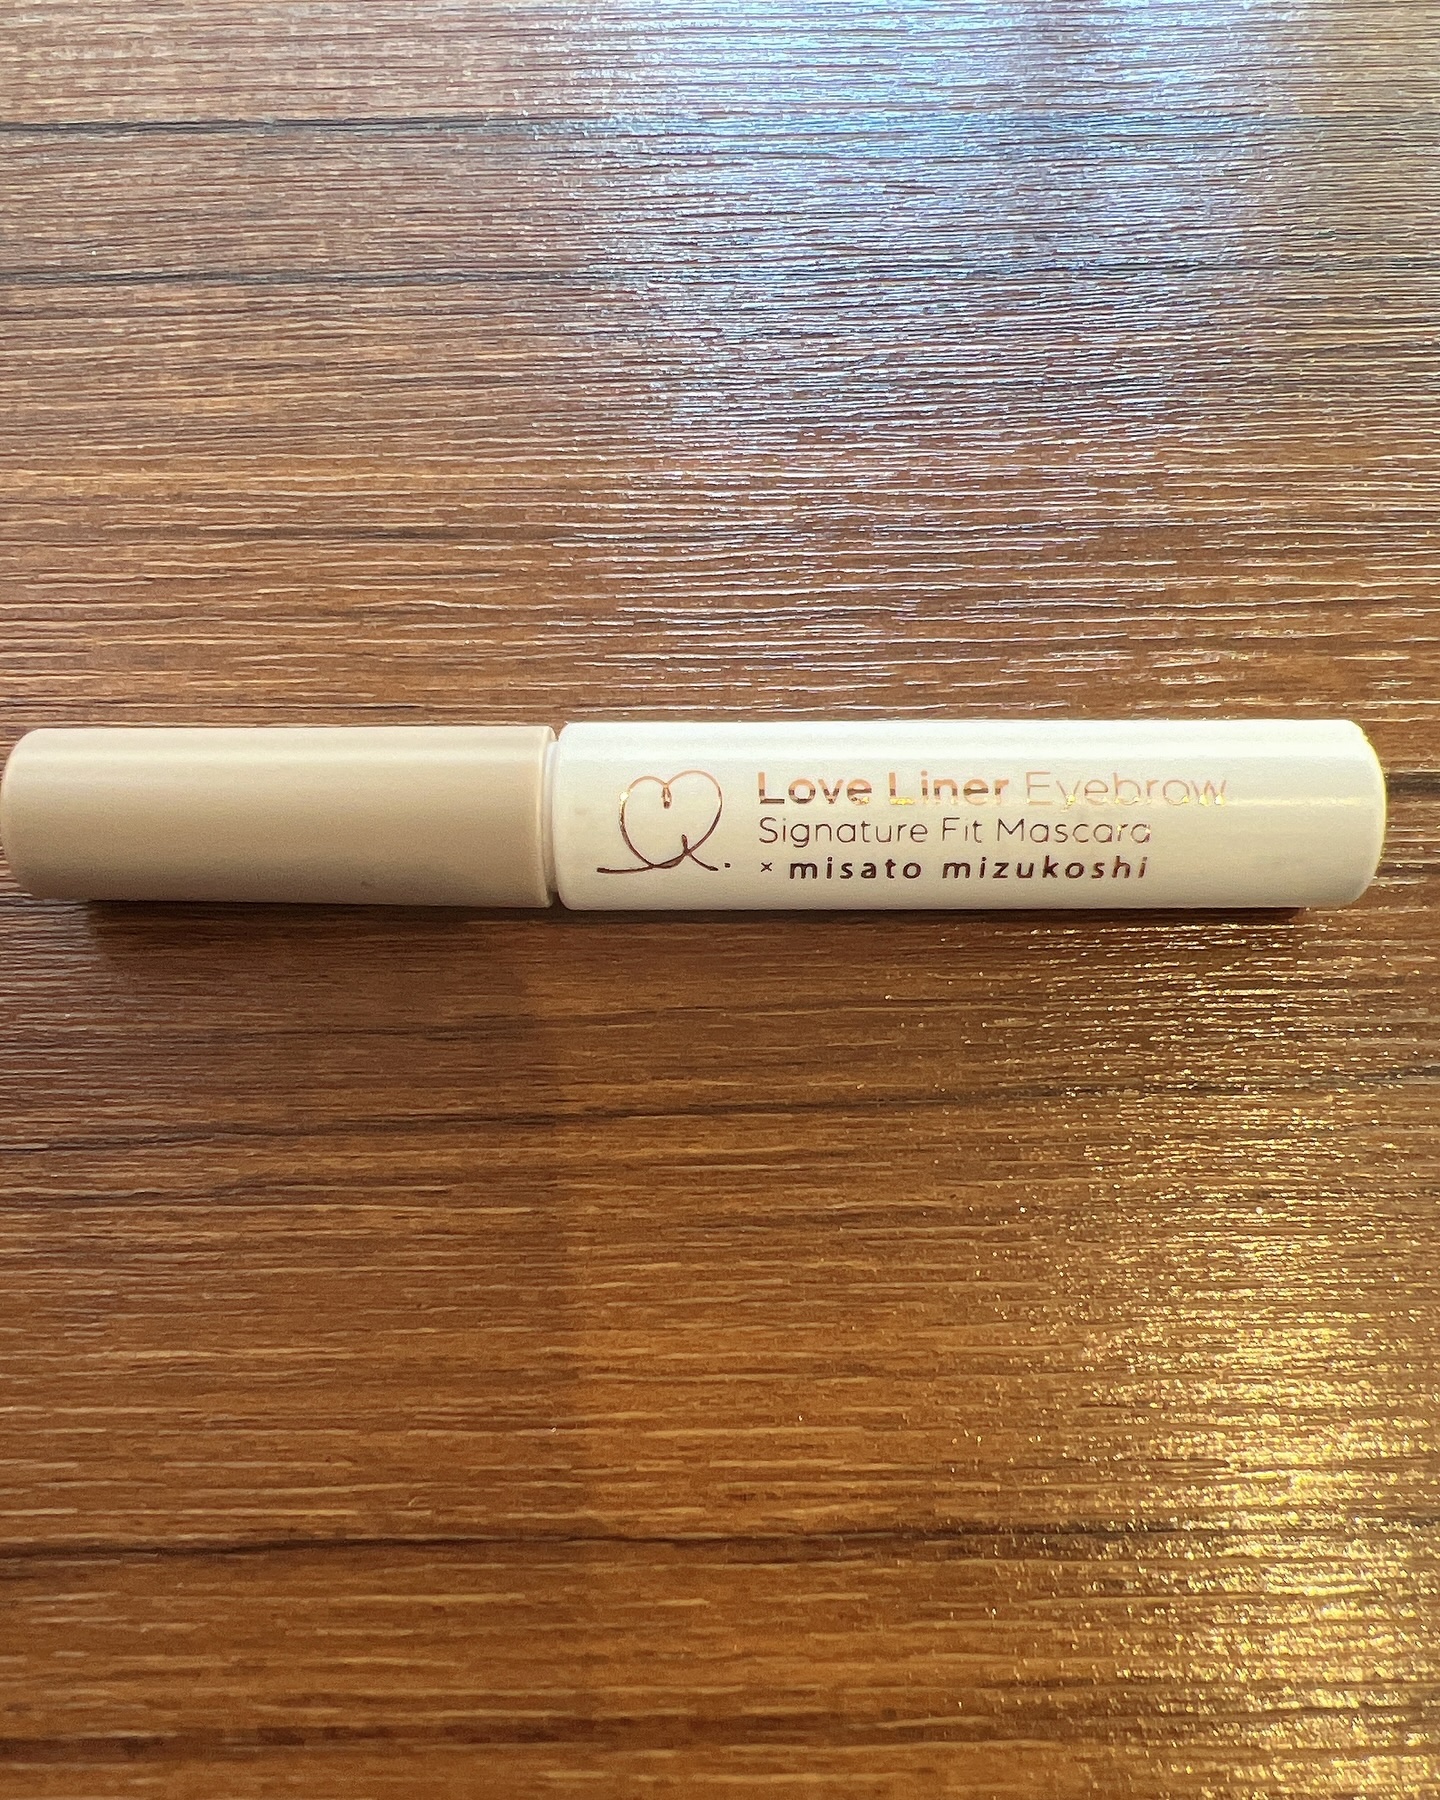 Love Liner Eyebrow
Signature Fit Mascara
× misato mizukoshi